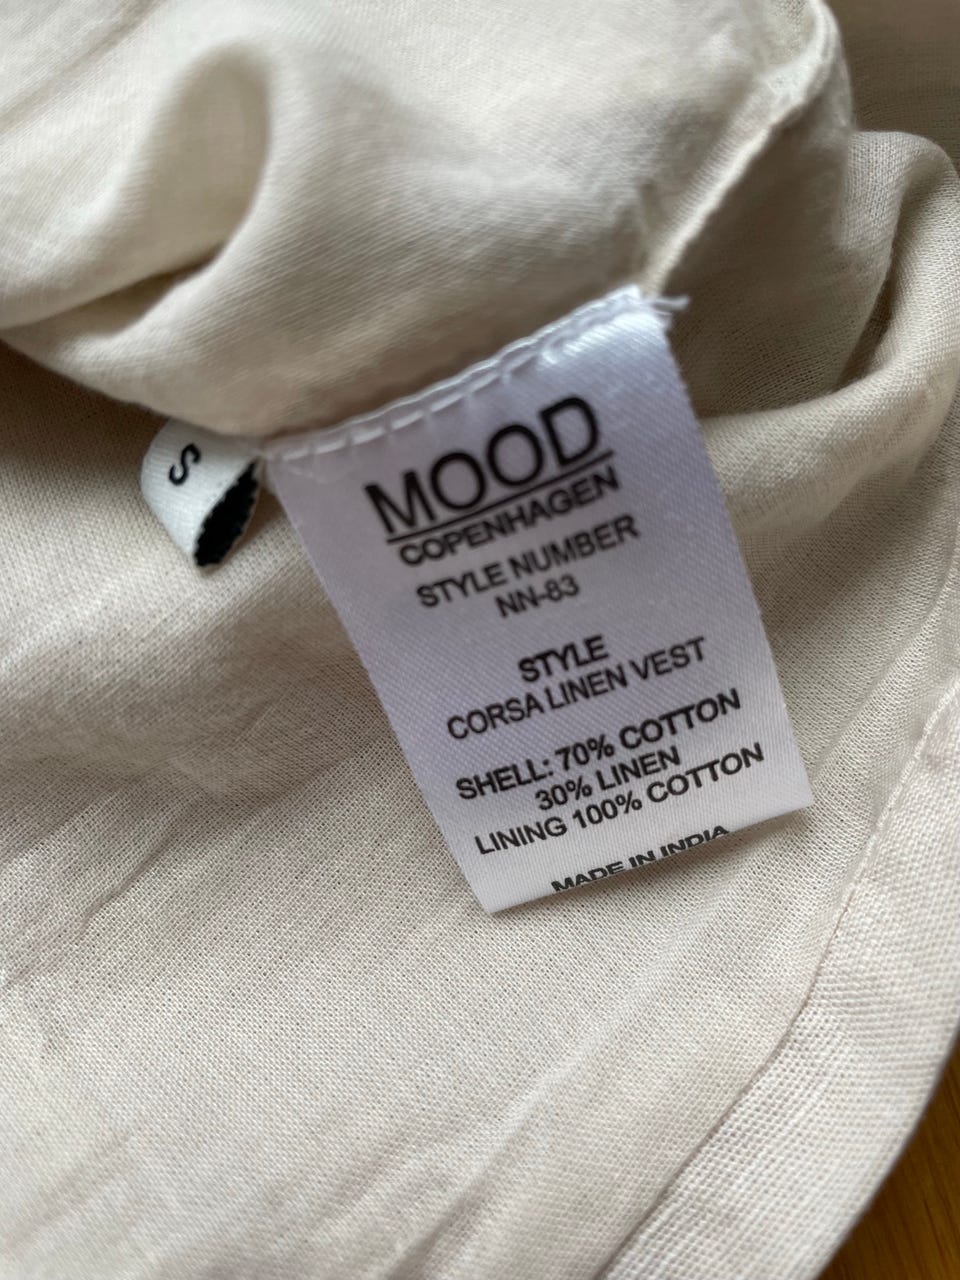 S
MOOD
COPENHAGEN
STYLE NUMBER
NN-83
STYLE
CORSA LINEN VEST
SHELL: 70% COTTON
30% LINEN
LINING 100% COTTON
MADE IN INDIA